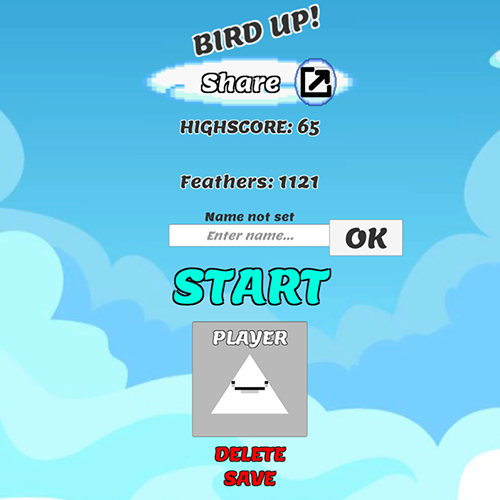 BIRD UP!
Share
HIGHSCORE: 65
Feathers: 1121
Name not set
Enter name...
OK
START
PLAYER
DELETE
SAVE